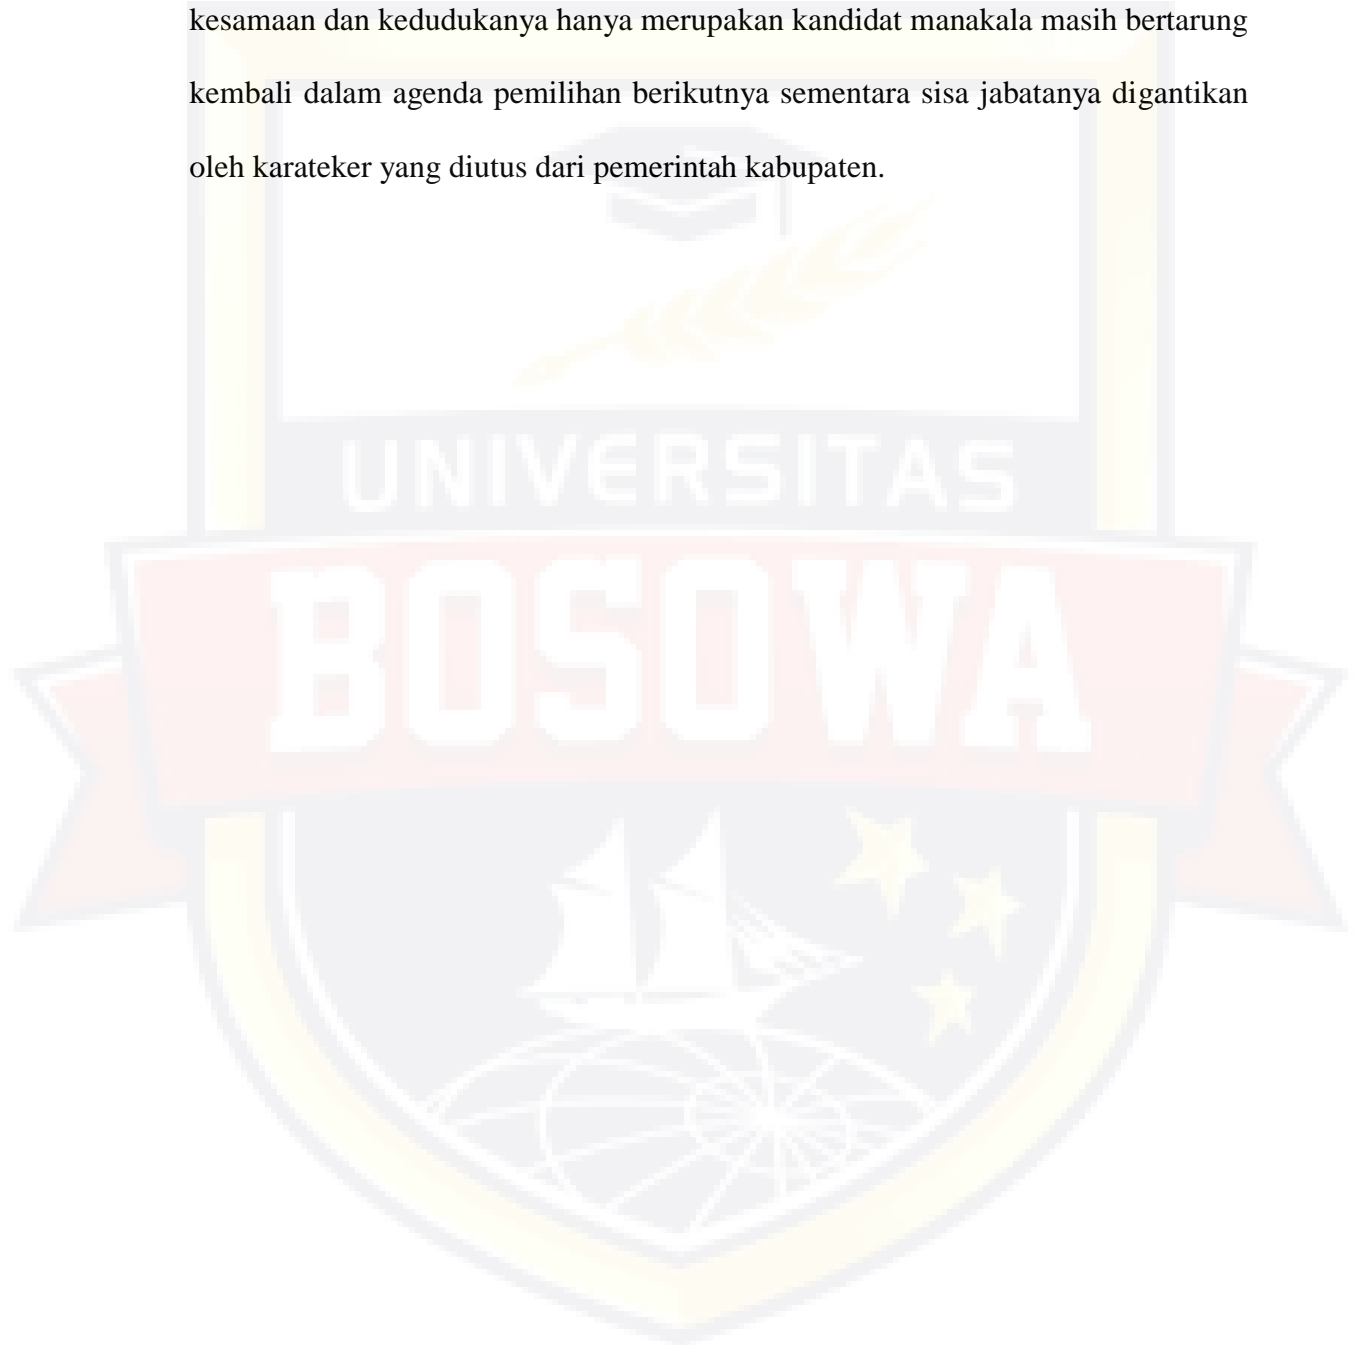 kesamaan dan kedudukanya hanya merupakan kandidat manakala masih bertarung
kembali dalam agenda pemilihan berikutnya sementara sisa jabatanya digantikan
oleh karateker yang diutus dari pemerintah kabupaten.
UNIVERSITAS
BOSOWA